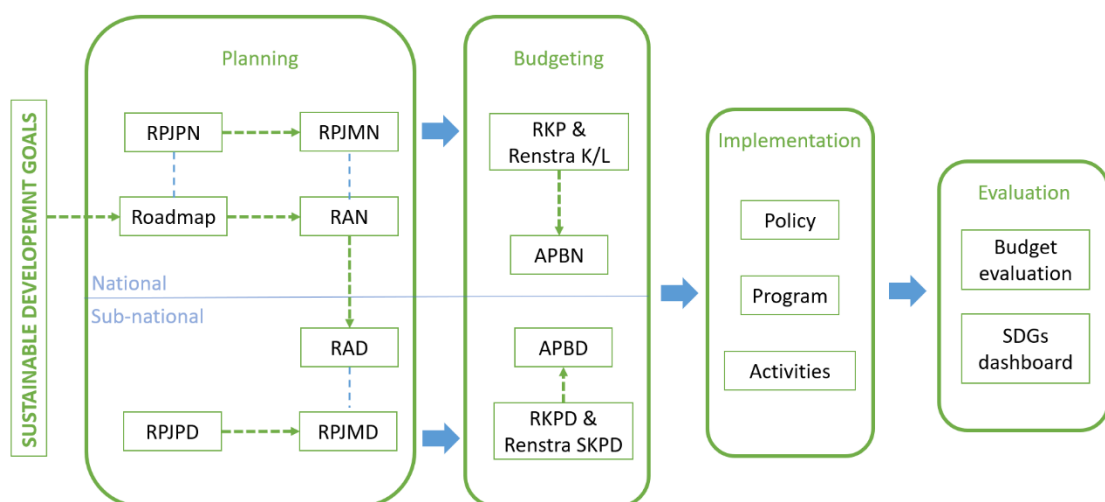 SUSTAINABLE DEVELOPEMNT GOALS
Planning
RPJPN
RPJMN
Roadmap
RAN
National
Sub-national
RAD
RPJPD
RPJMD
Budgeting
RKP &
Renstra K/L
APBN
APBD
RKPD &
Renstra SKPD
Implementation
Policy
Program
Activities
Evaluation
Budget
evaluation
SDGs
dashboard